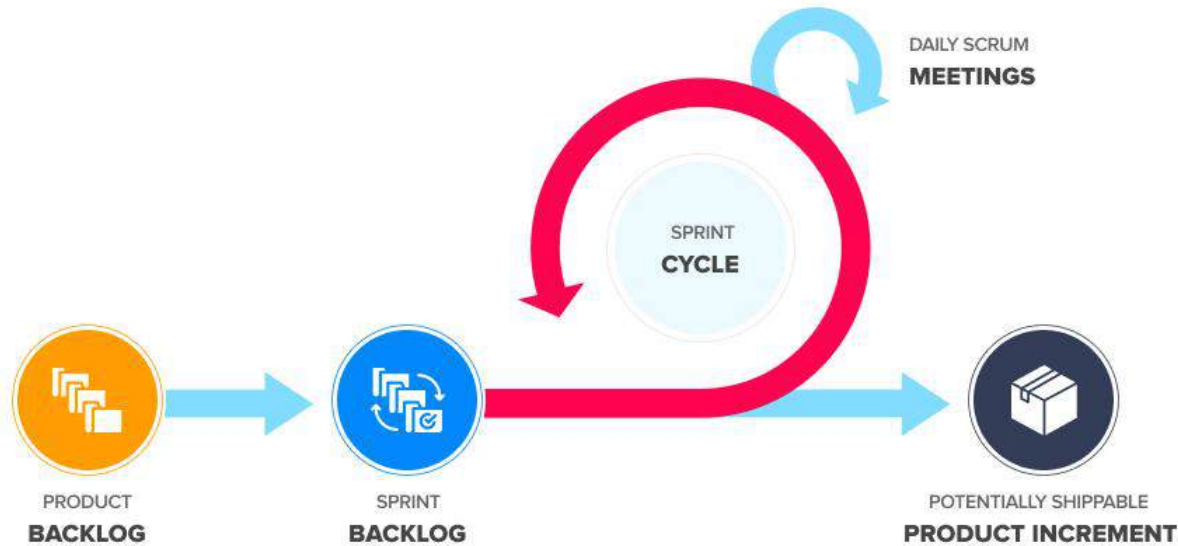 DAILY SCRUM
MEETINGS
SPRINT
CYCLE
PRODUCT
BACKLOG
SPRINT
BACKLOG
POTENTIALLY SHIPPABLE
PRODUCT INCREMENT